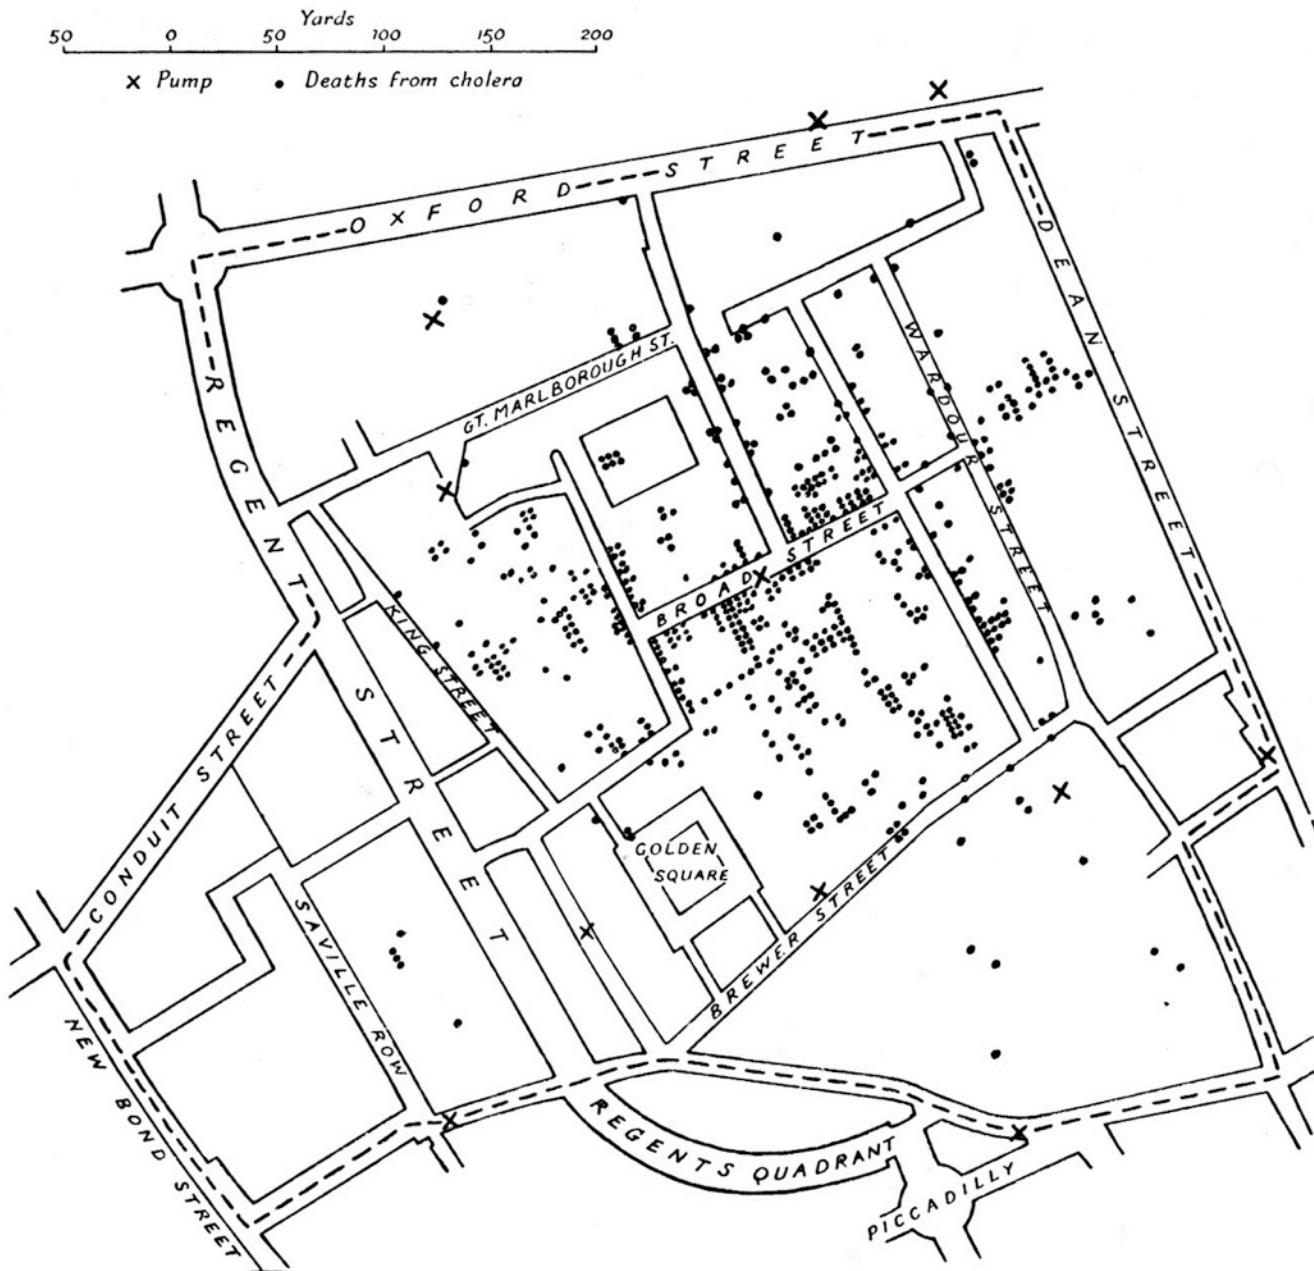 Yards
50 0 50 100 150 200
× Pump • Deaths from cholera
OXFORD STREET
DEAN STREET
REGENT STREET
WARDOUR STREET
GT. MARLBOROUGH ST.
BROAD STREET
KING STREET
CONDUIT STREET
GOLDEN
SQUARE
SAVILLE ROW
BREWER STREET
NEW BOND STREET
REGENTS QUADRANT
PICCADILLY